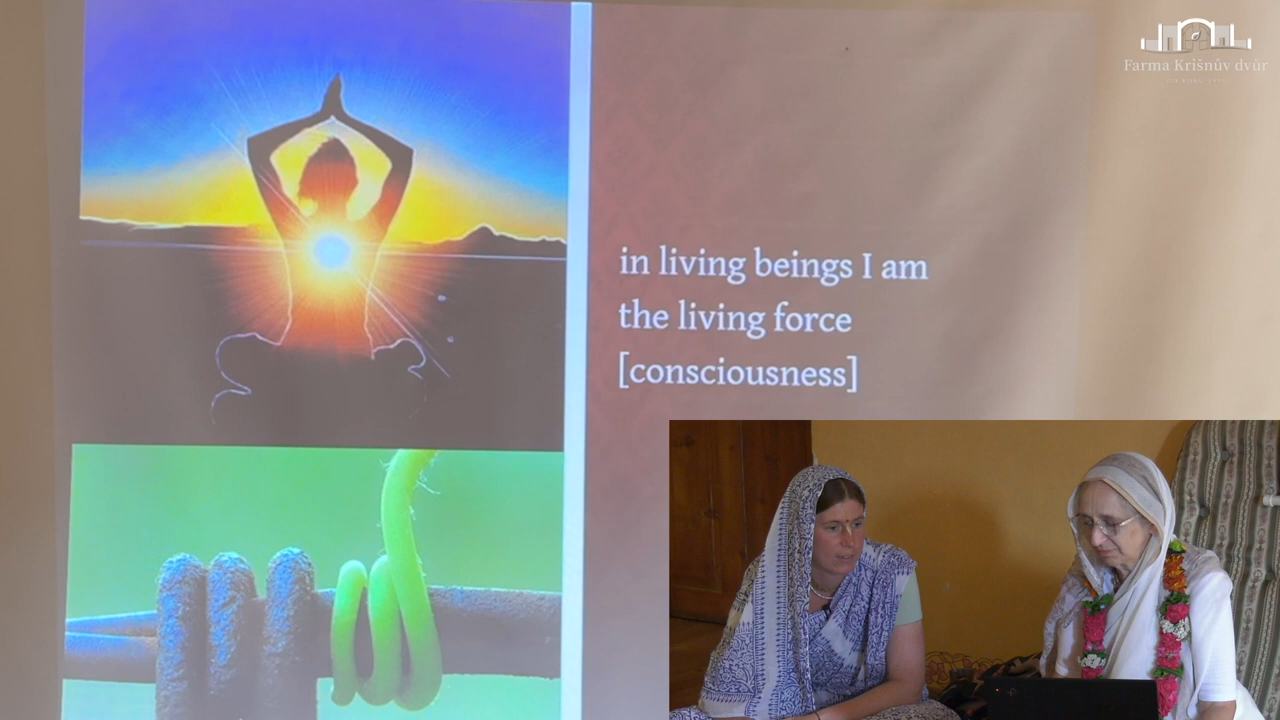 Farma Krišnův dvůr
in living beings I am
the living force
[consciousness]